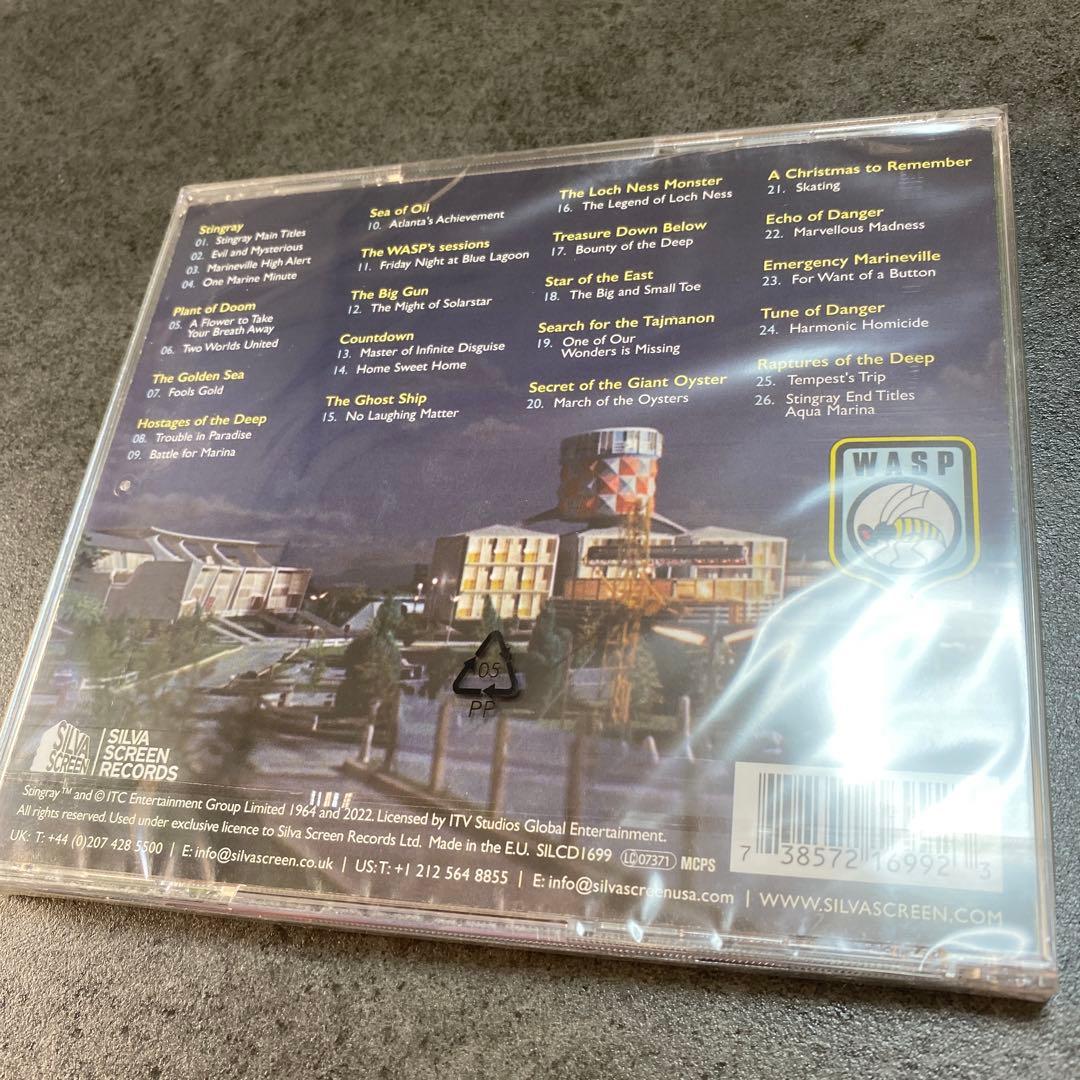 Stingray
01. Stingray Main Titles
02. Evil and Mysterious
03. Marineville High Alert
04. One Marine Minute
Plant of Doom
05. A Flower to Take
Your Breath Away
06. Two Worlds United
The Golden Sea
07. Fools Gold
Hostages of the Deep
08. Trouble in Paradise
09. Battle for Marina
Sea of Oil
10. Atlanta's Achievement
The WASP's sessions
11. Friday Night at Blue Lagoon
The Big Gun
12. The Might of Solarstar
Countdown
13. Master of Infinite Disguise
14. Home Sweet Home
The Ghost Ship
15. No Laughing Matter
The Loch Ness Monster
16. The Legend of Loch Ness
Treasure Down Below
17. Bounty of the Deep
Star of the East
18. The Big and Small Toe
Search for the Tajmanon
19. One of Our
Wonders is Missing
Secret of the Giant Oyster
20. March of the Oysters
A Christmas to Remember
21. Skating
Echo of Danger
22. Marvellous Madness
Emergency Marineville
23. For Want of a Button
Tune of Danger
24. Harmonic Homicide
Raptures of the Deep
25. Tempest's Trip
26. Stingray End Titles
Aqua Marina
WASP
05
PP
SILVA
SCREEN
SILVA
SCREEN
RECORDS
Stingray™ and © ITC Entertainment Group Limited 1964 and 2022. Licensed by ITV Studios Global Entertainment.
All rights reserved. Used under exclusive licence to Silva Screen Records Ltd. Made in the E.U. SILCD1699 LC 07371 MCPS
UK: T: +44 (0)207 428 5500 | E: info@silvascreen.co.uk | US: T: +1 212 564 8855 | E: info@silvascreenusa.com | WWW.SILVASCREEN.COM
7 38572 16992 3